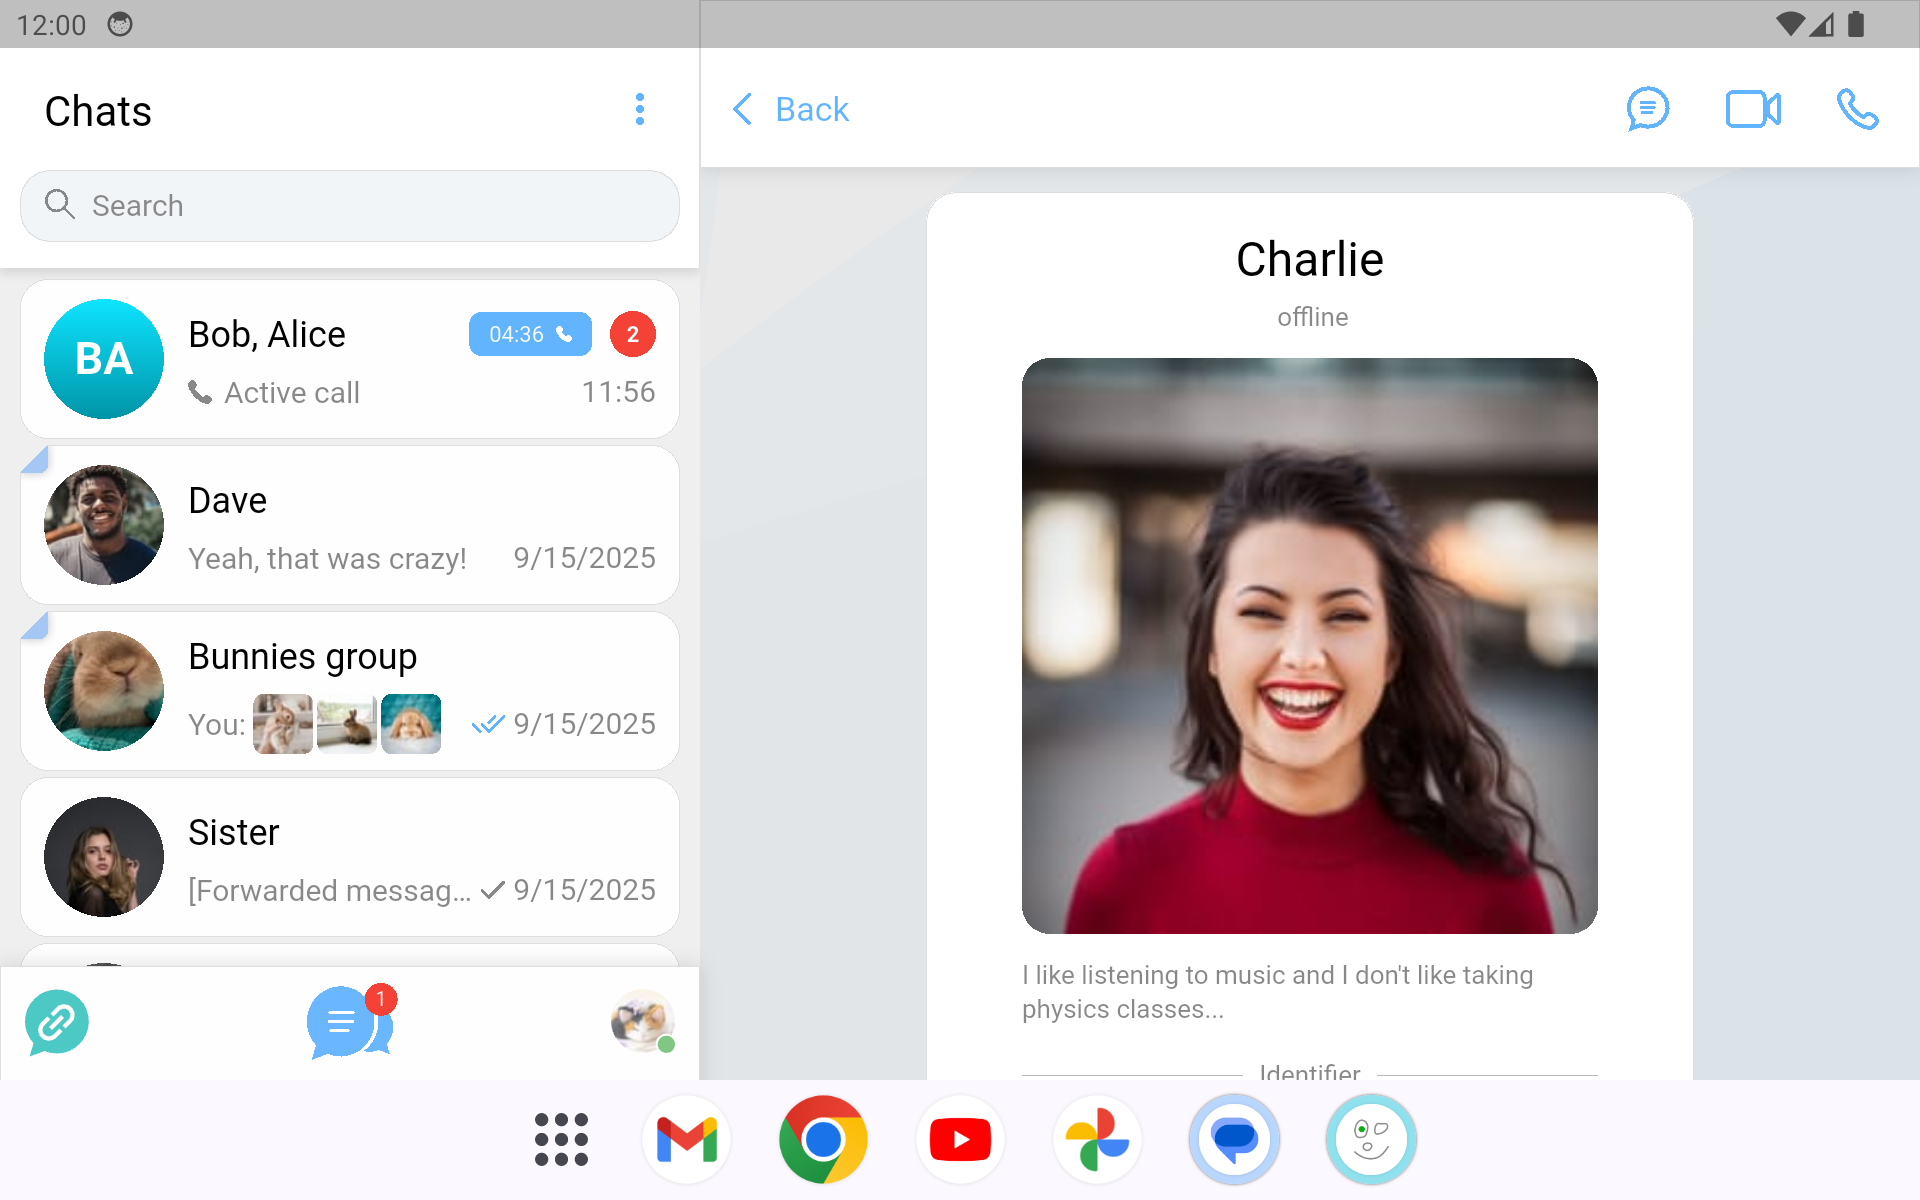 12:00
Chats
Search
BA
Bob, Alice
04:36
2
Active call
11:56
Dave
Yeah, that was crazy!
9/15/2025
Bunnies group
You:
9/15/2025
Sister
[Forwarded messag...
9/15/2025
1
Back
Charlie
offline
I like listening to music and I don't like taking
physics classes...
Identifier